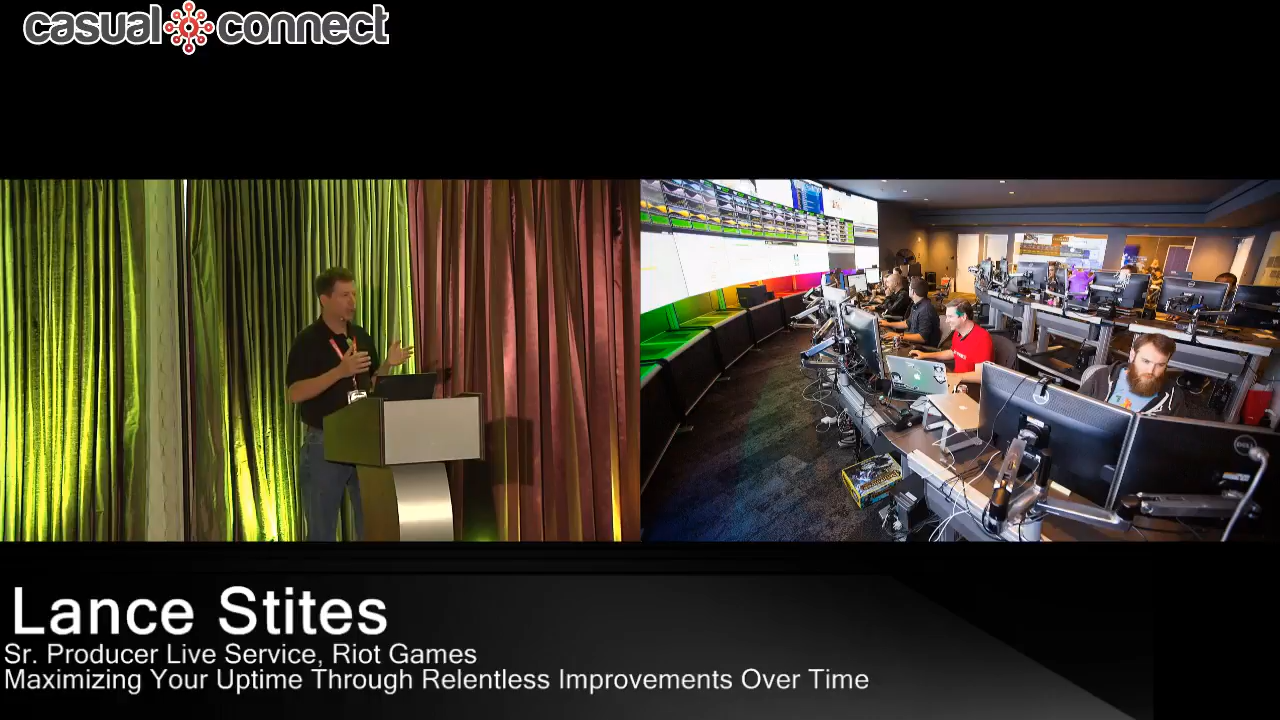 casual connect
Lance Stites
Sr. Producer Live Service, Riot Games
Maximizing Your Uptime Through Relentless Improvements Over Time